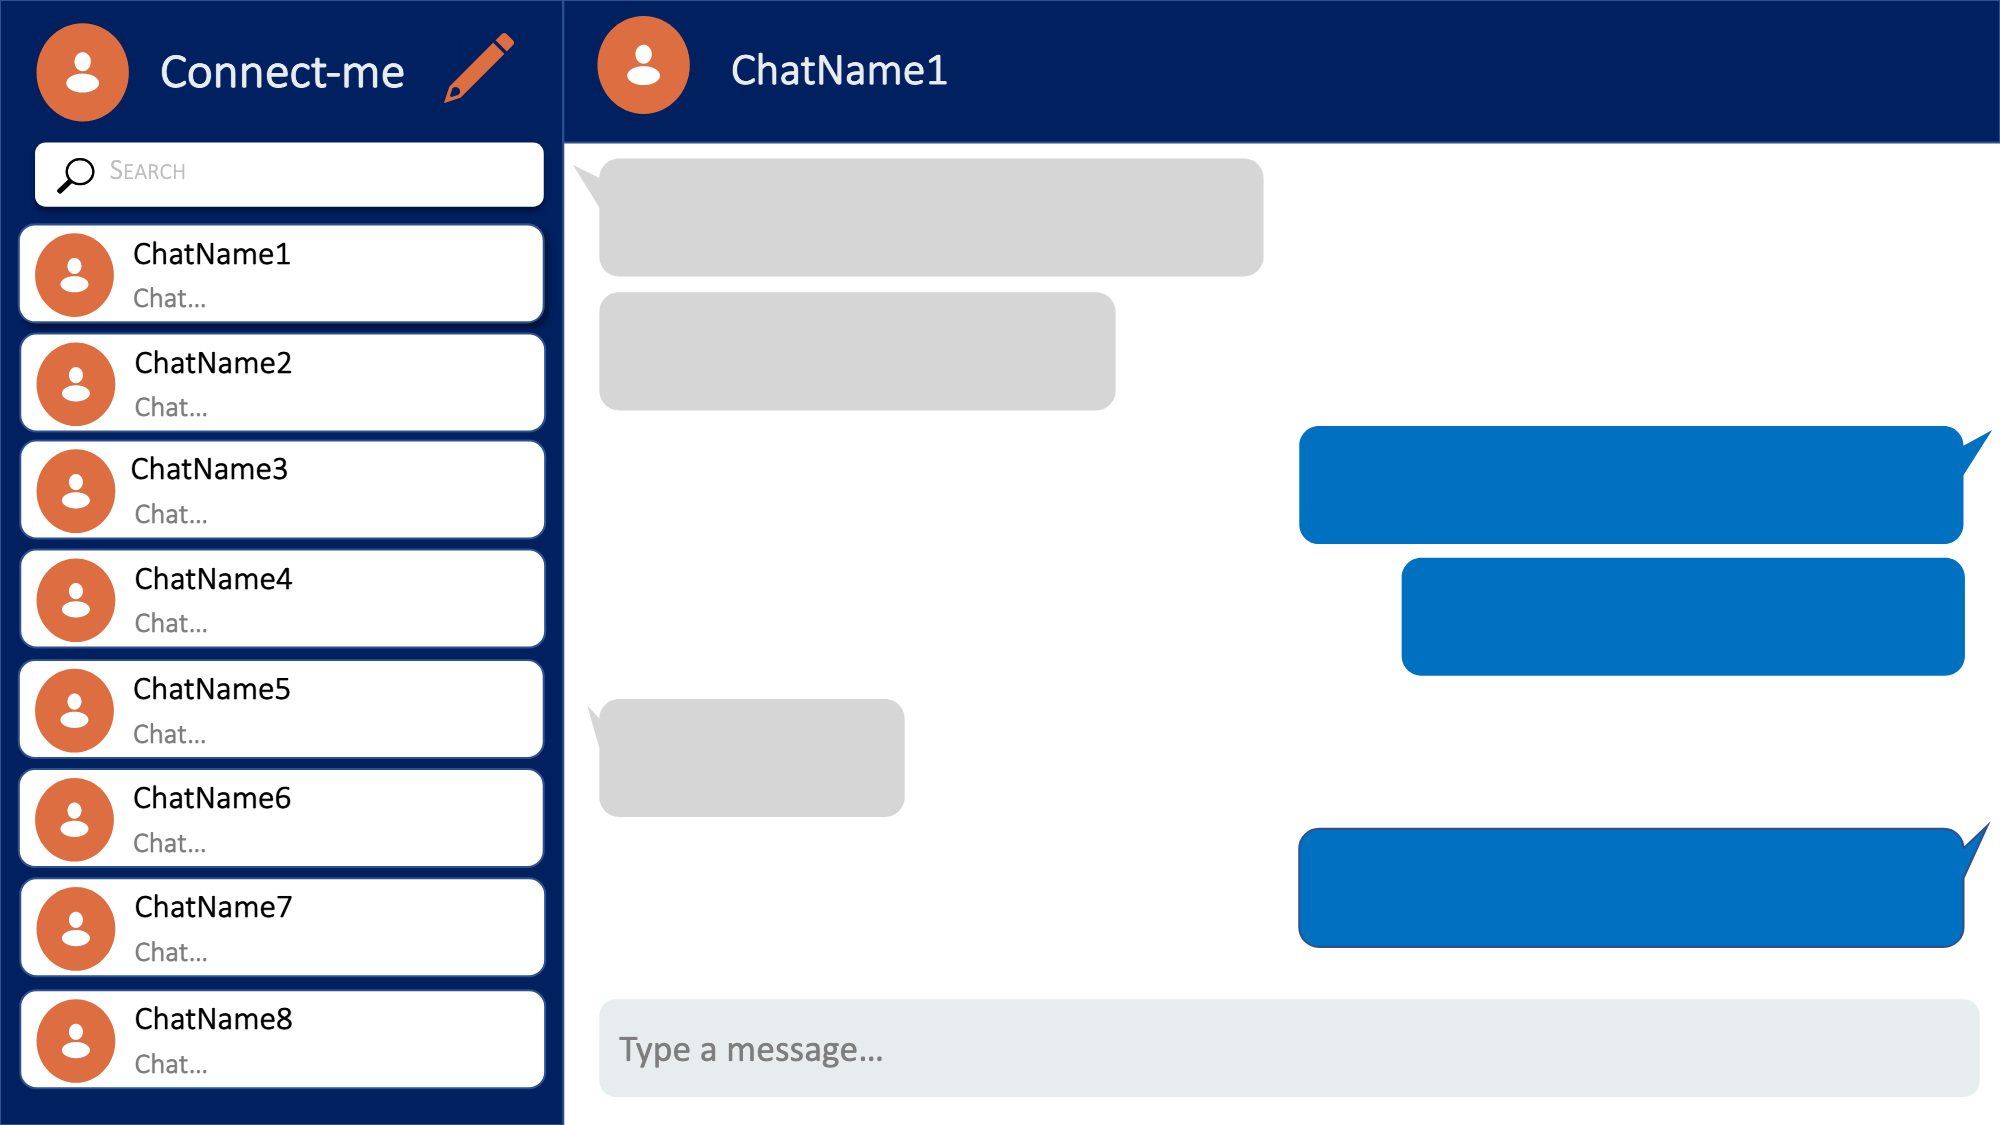 Connect-me
SEARCH
ChatName1
Chat...
ChatName2
Chat...
ChatName3
Chat...
ChatName4
Chat...
ChatName5
Chat...
ChatName6
Chat...
ChatName7
Chat...
ChatName8
Chat...
ChatName1
Type a message...